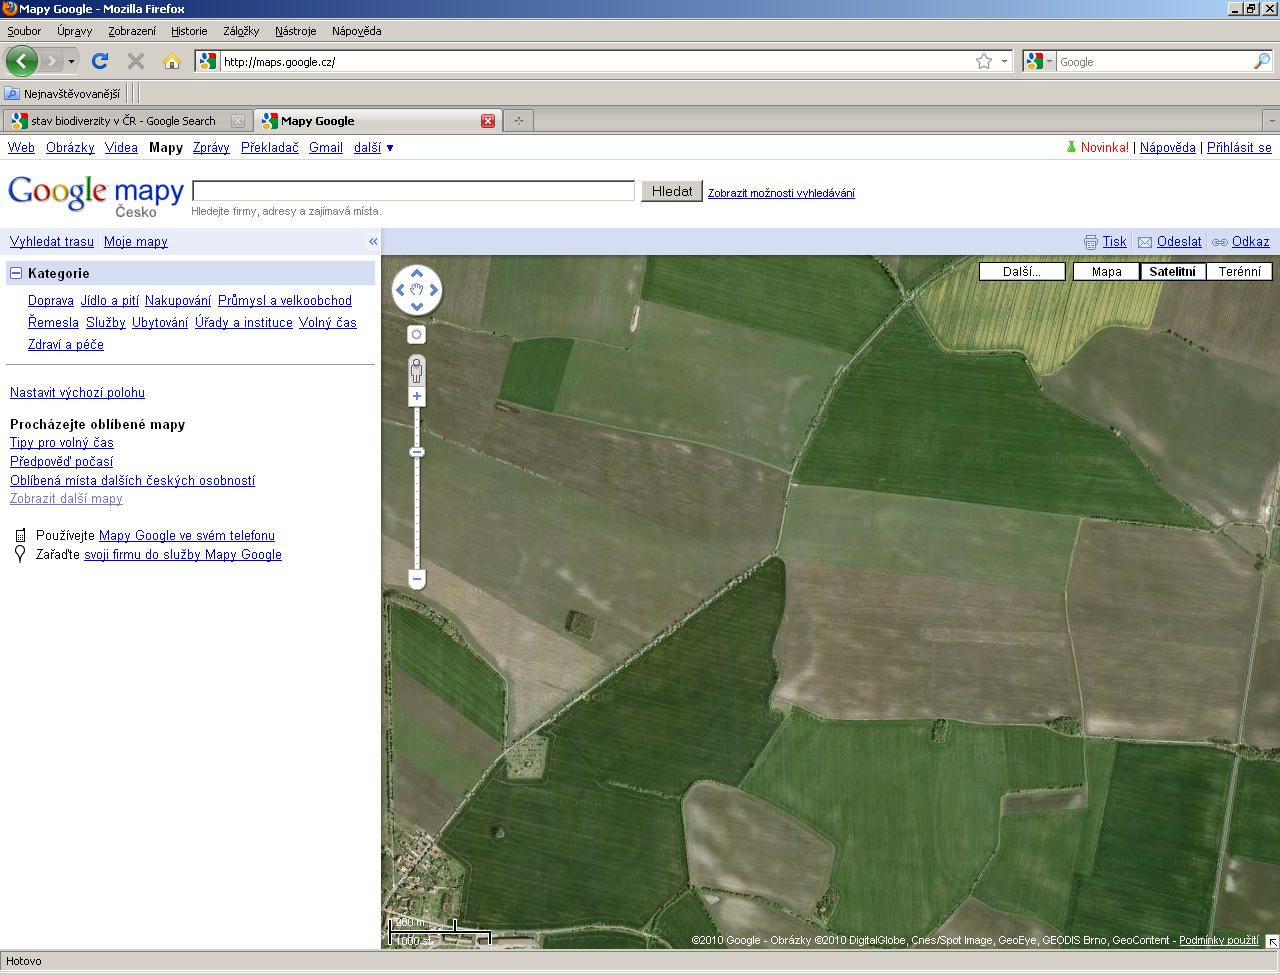 Mapy Google - Mozilla Firefox
Soubor Úpravy Zobrazení Historie Záložky Nástroje Nápověda
http://maps.google.cz/ Google
Nejnavštěvovanější
stav biodiverzity v ČR - Google Search Mapy Google
Web Obrázky Videa Mapy Zprávy Překladač Gmail další ▼ Novinka! | Nápověda | Přihlásit se
Google mapy Hledat Zobrazit možnosti vyhledávání
Česko Hledejte firmy, adresy a zajímavá místa.
Vyhledat trasu Moje mapy « Tisk Odeslat Odkaz
Kategorie Další... Mapa Satelitní Terénní
Doprava Jídlo a pití Nakupování Průmysl a velkoobchod
Řemesla Služby Ubytování Úřady a instituce Volný čas
Zdraví a péče
Nastavit výchozí polohu
Procházejte oblíbené mapy
Tipy pro volný čas
Předpověď počasí
Oblíbená místa dalších českých osobností
Zobrazit další mapy
Používejte Mapy Google ve svém telefonu
Zařaďte svoji firmu do služby Mapy Google
200 m
1000 st.
©2010 Google - Obrázky ©2010 DigitalGlobe, Cnes/Spot Image, GeoEye, GEODIS Brno, GeoContent - Podmínky použití
Hotovo